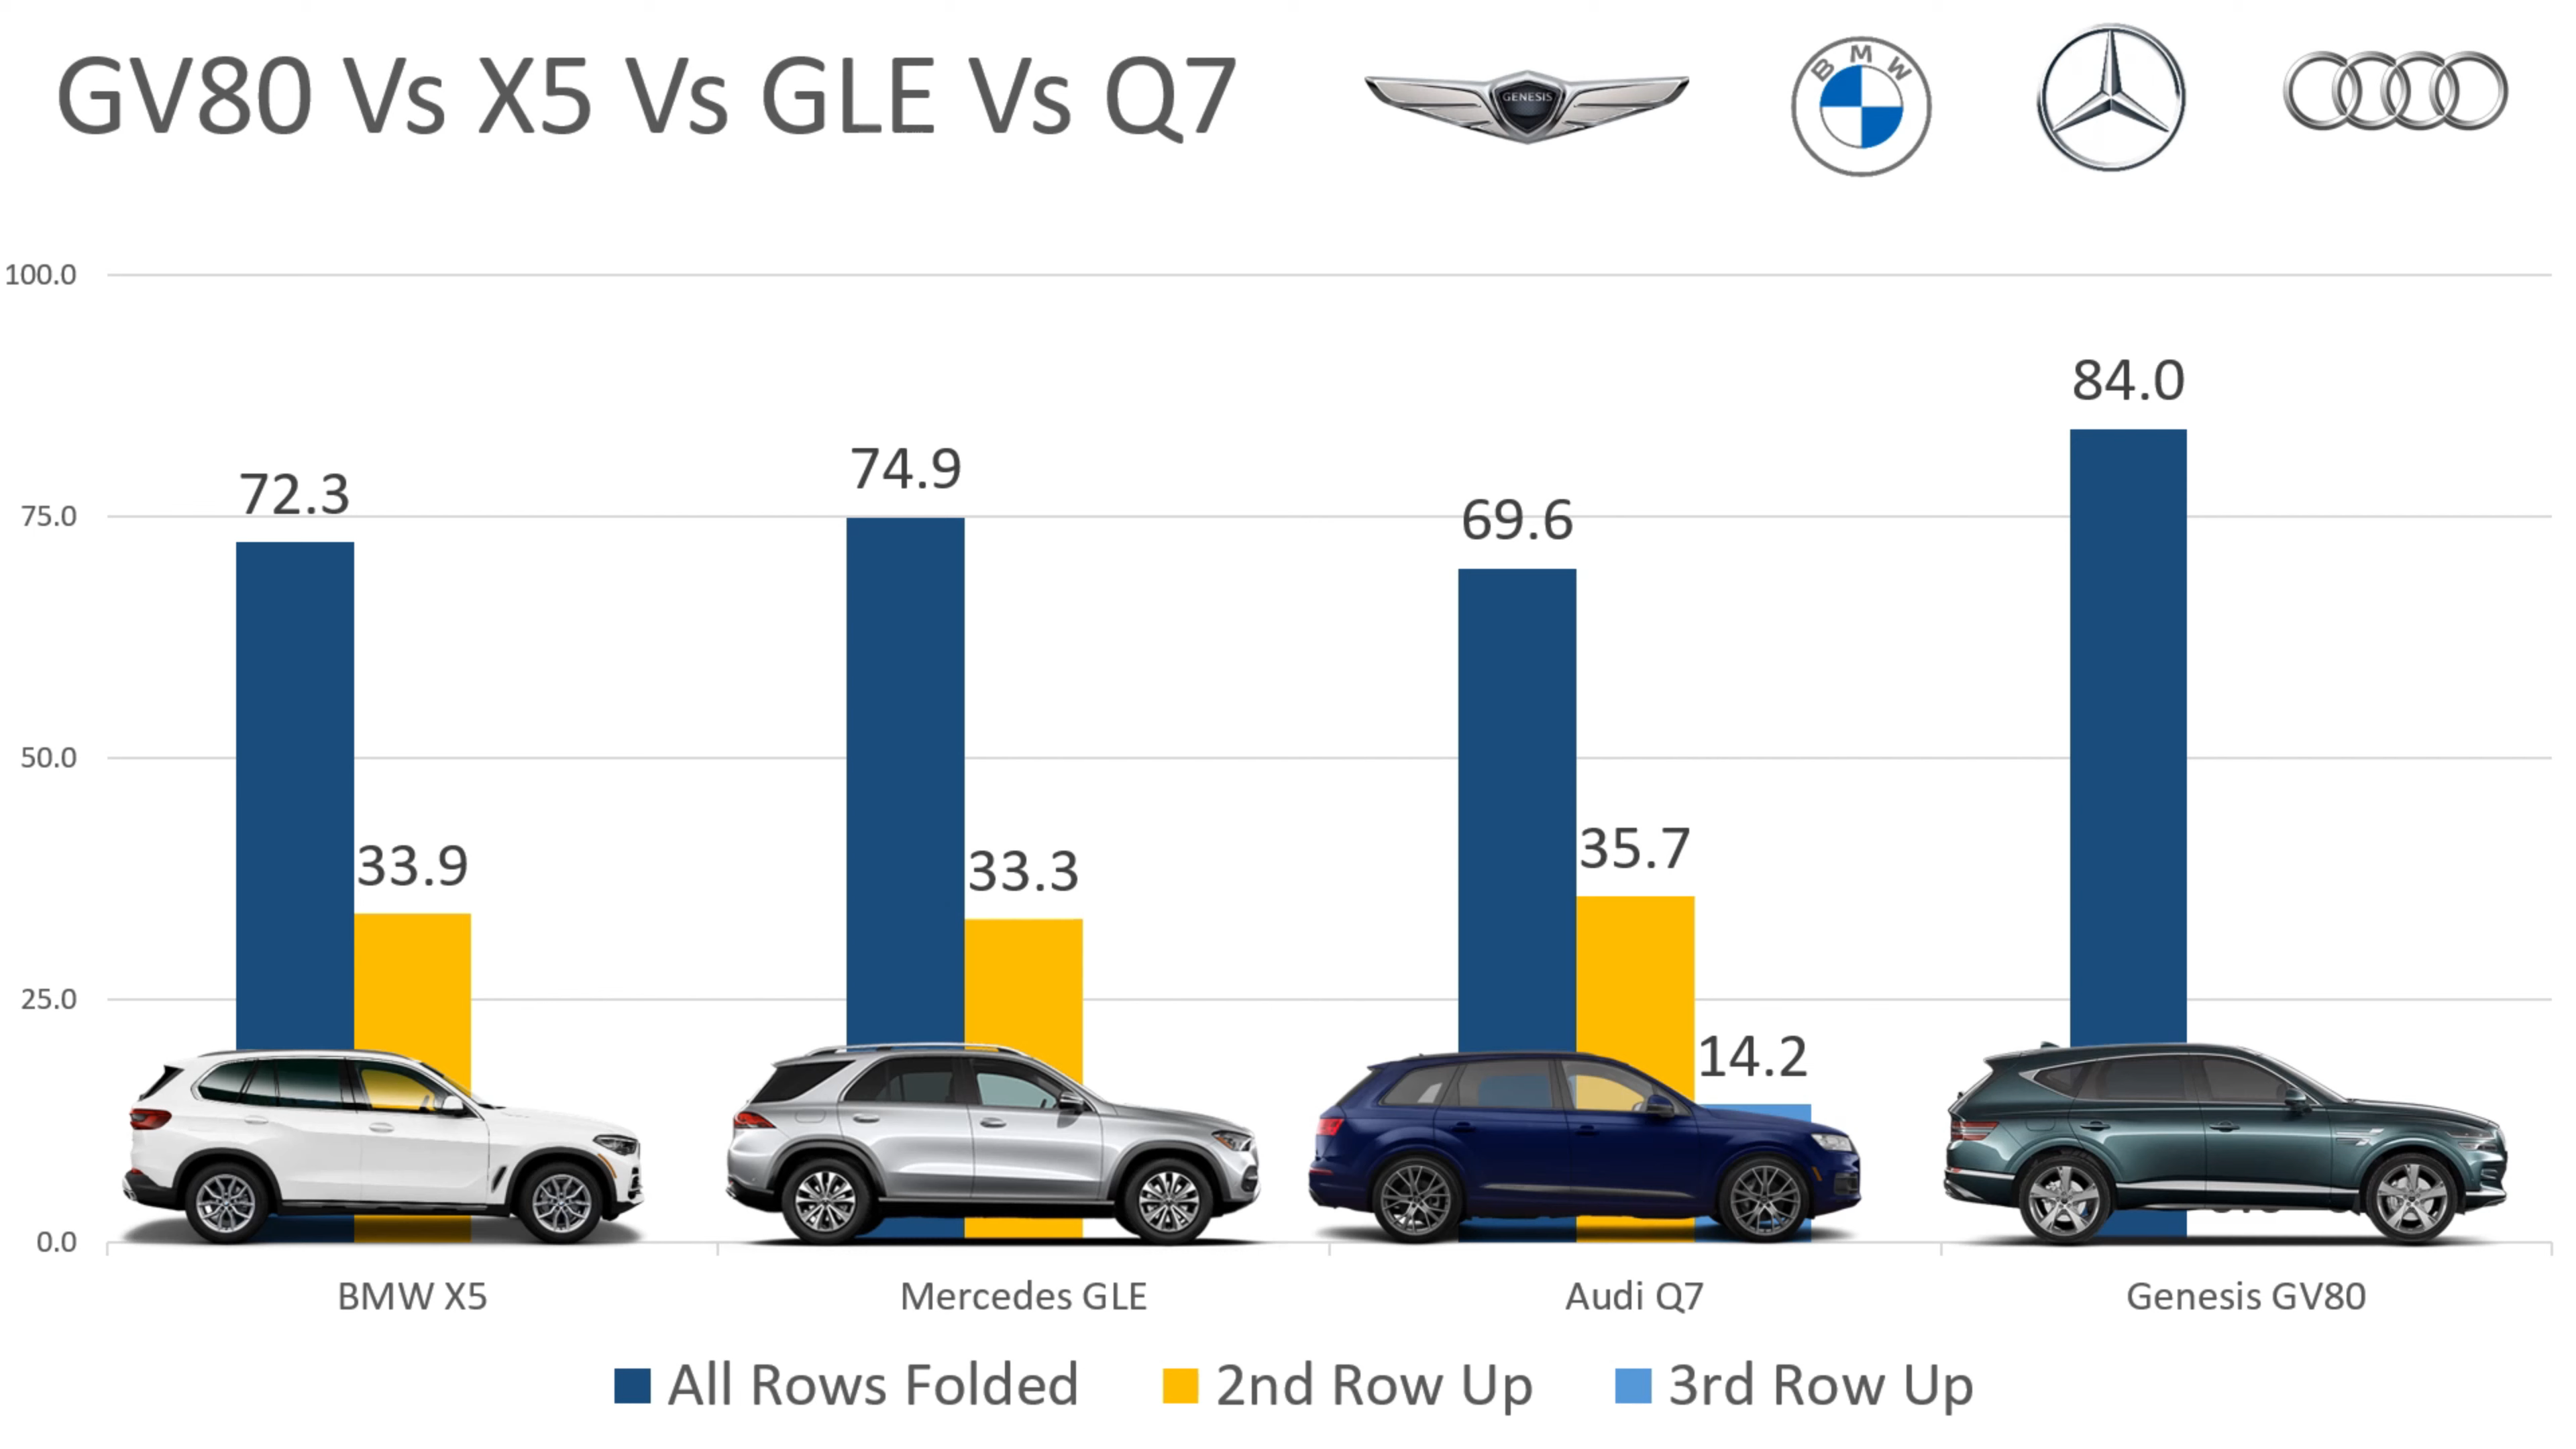 GV80 Vs X5 Vs GLE Vs Q7
GENESIS
BMW
100.0
75.0
50.0
25.0
0.0
72.3
33.9
74.9
33.3
69.6
35.7
14.2
84.0
BMW X5
Mercedes GLE
Audi Q7
Genesis GV80
All Rows Folded
2nd Row Up
3rd Row Up